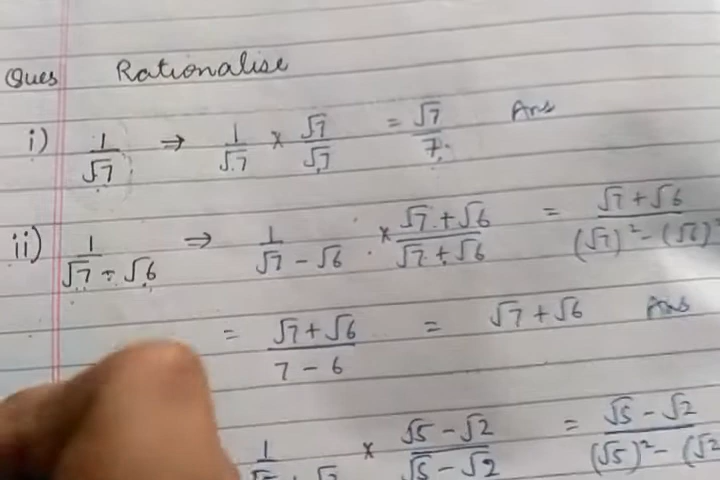 Ques Rationalise
i) 1/√7 ⇒ 1/√7 × √7/√7 = √7/7 Ans
ii) 1/(√7 - √6) ⇒ 1/(√7 - √6) × (√7 + √6)/(√7 + √6) = (√7 + √6)/((√7)² - (√6)²
= (√7 + √6)/(7 - 6) = √7 + √6 Ans
1/ × (√5 - √2)/(√5 - √2) = (√5 - √2)/((√5)² - (√2